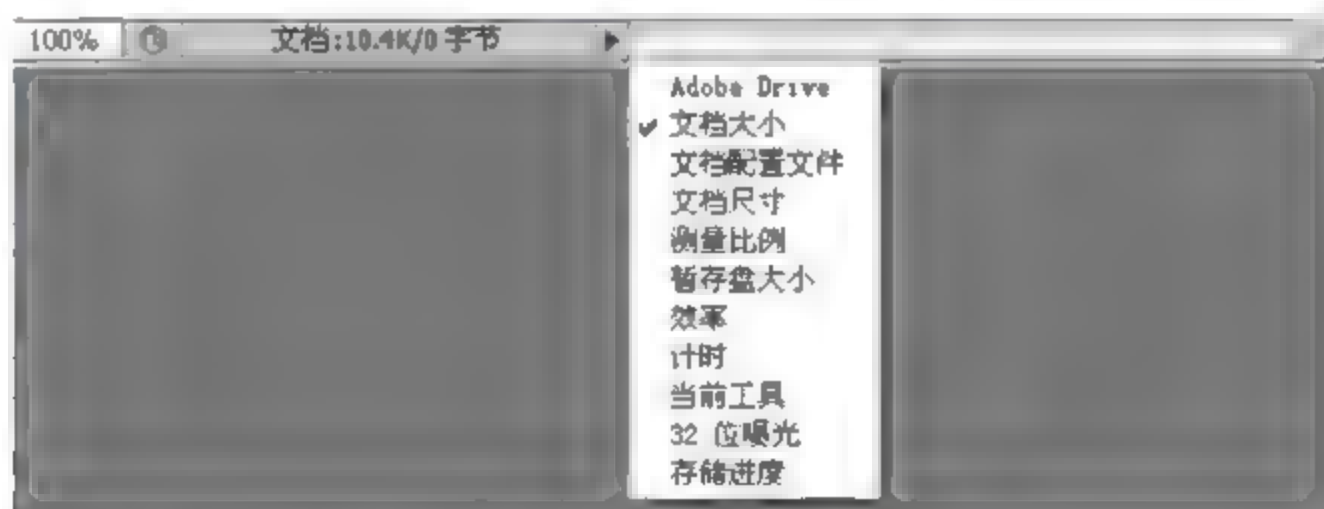 100% 文档:10.4K/0 字节
Adobe Drive
文档大小
文档配置文件
文档尺寸
测量比例
暂存盘大小
效率
计时
当前工具
32 位曝光
存储进度